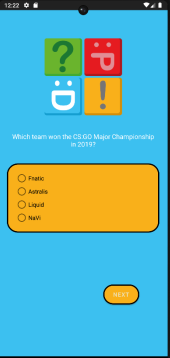 12:22
? :P
:D !
Which team won the CS:GO Major Championship
in 2019?
Fnatic
Astralis
Liquid
NaVi
NEXT